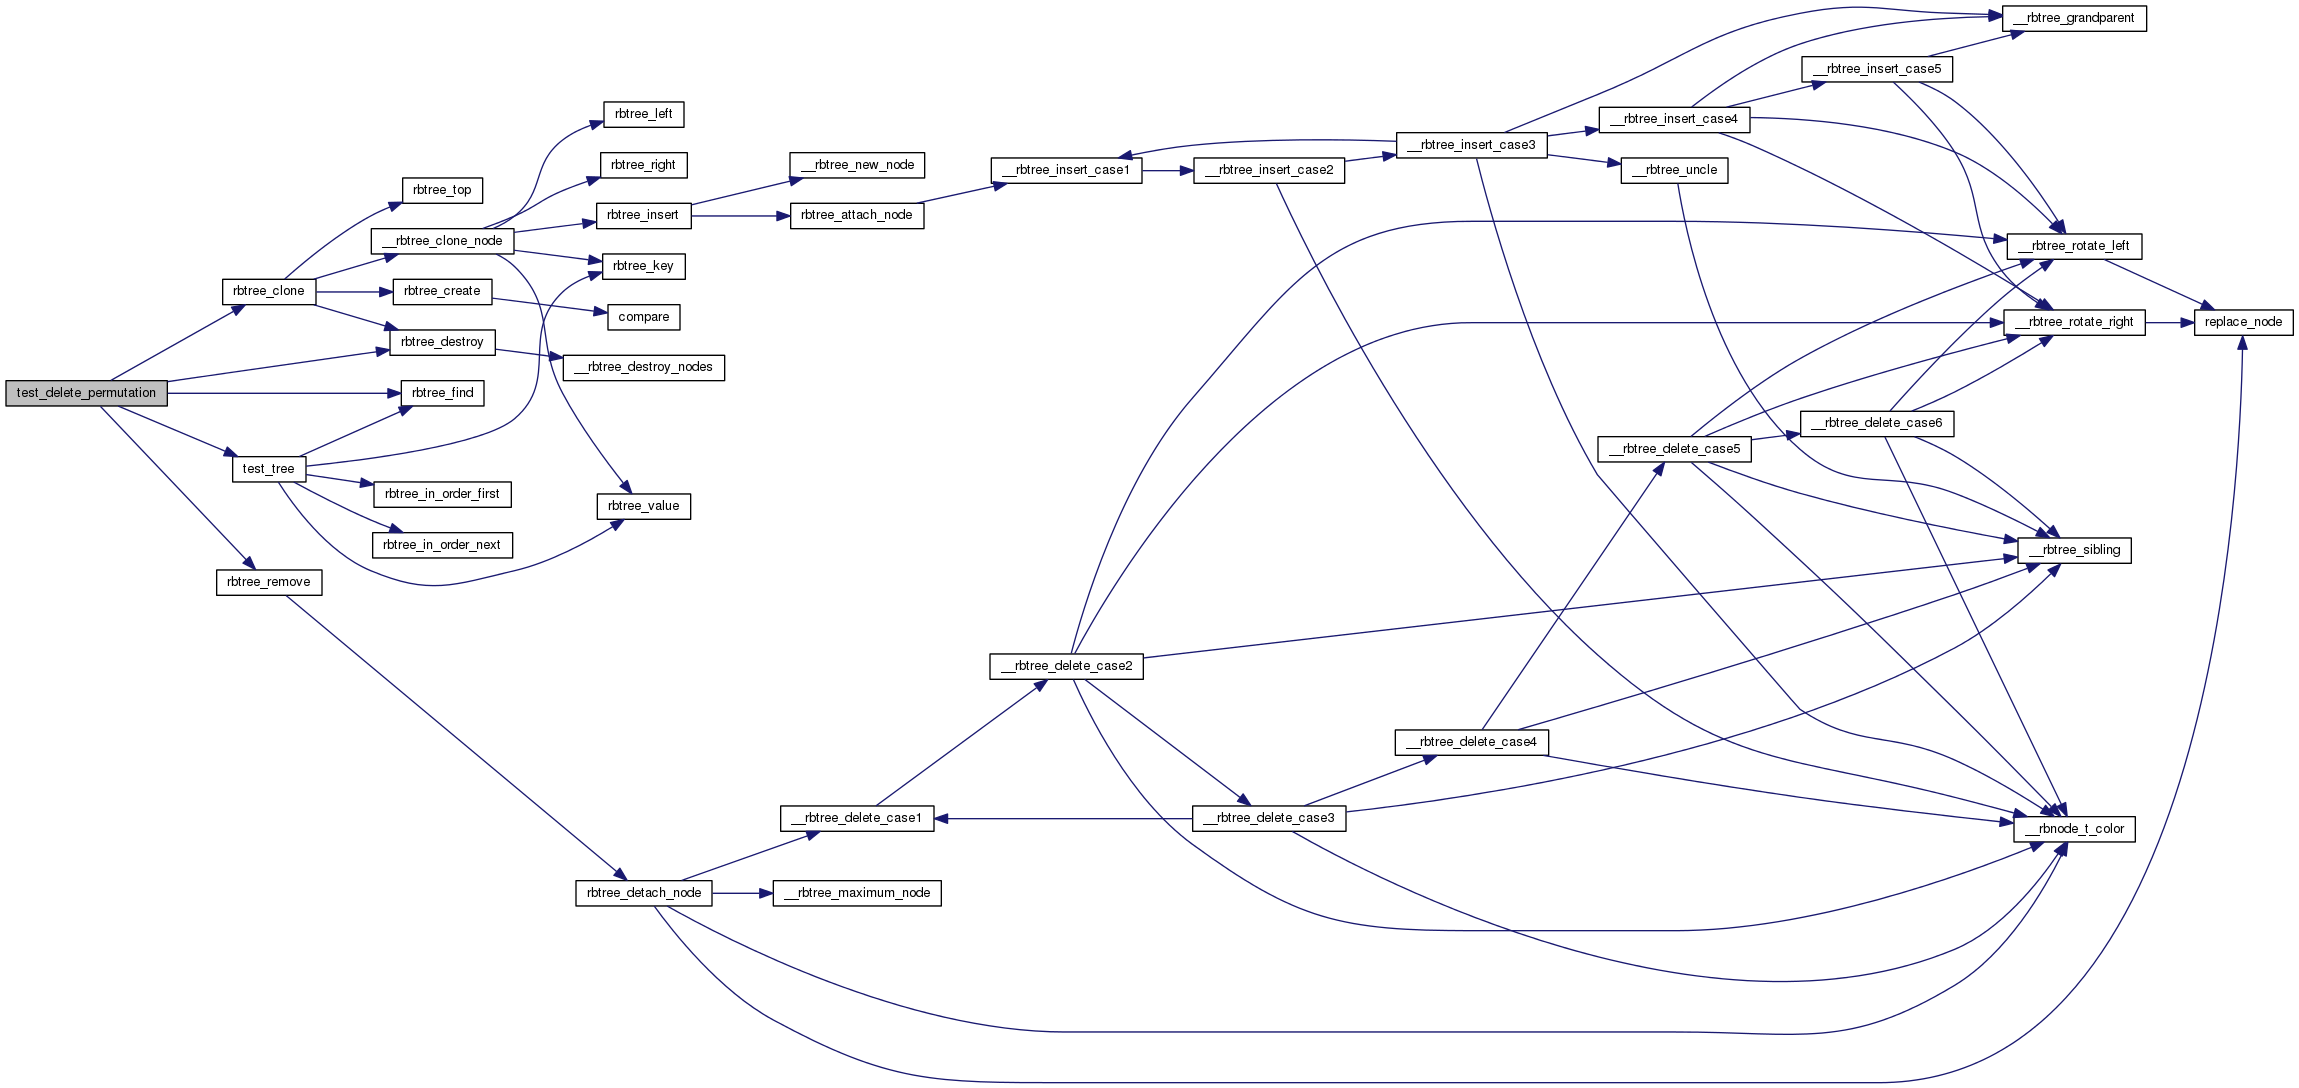 __rbtree_grandparent
__rbtree_insert_case5
rbtree_left
__rbtree_insert_case4
__rbtree_insert_case3
rbtree_right
__rbtree_new_node
__rbtree_insert_case1
__rbtree_insert_case2
__rbtree_uncle
rbtree_top
rbtree_insert
rbtree_attach_node
__rbtree_clone_node
__rbtree_rotate_left
rbtree_key
rbtree_clone
rbtree_create
compare
__rbtree_rotate_right
replace_node
rbtree_destroy
__rbtree_destroy_nodes
test_delete_permutation
rbtree_find
__rbtree_delete_case6
__rbtree_delete_case5
test_tree
rbtree_in_order_first
rbtree_value
rbtree_in_order_next
__rbtree_sibling
rbtree_remove
__rbtree_delete_case2
__rbtree_delete_case4
__rbtree_delete_case1
__rbtree_delete_case3
__rbnode_t_color
rbtree_detach_node
__rbtree_maximum_node